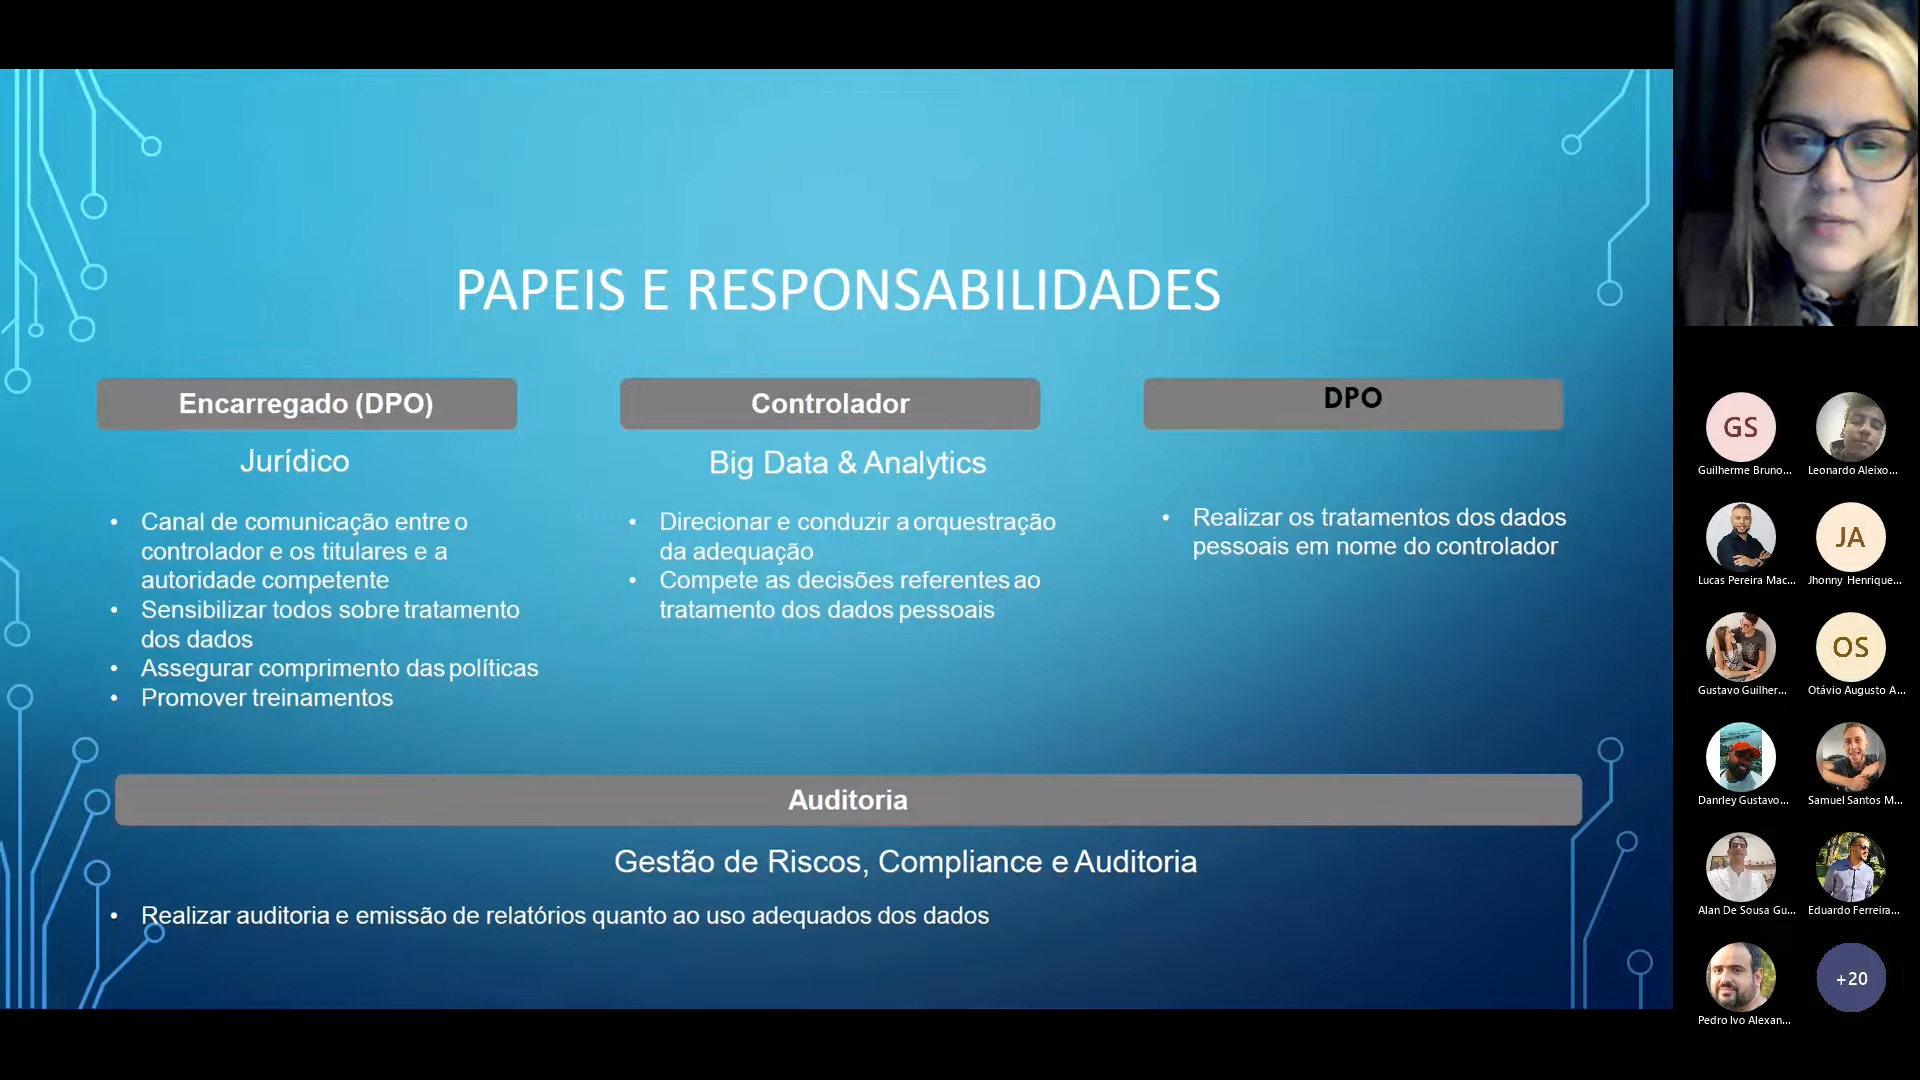 PAPEIS E RESPONSABILIDADES
Encarregado (DPO)
Jurídico
• Canal de comunicação entre o
controlador e os titulares e a
autoridade competente
• Sensibilizar todos sobre tratamento
dos dados
• Assegurar comprimento das políticas
• Promover treinamentos
Controlador
Big Data & Analytics
• Direcionar e conduzir a orquestração
da adequação
• Compete as decisões referentes ao
tratamento dos dados pessoais
DPO
• Realizar os tratamentos dos dados
pessoais em nome do controlador
Auditoria
Gestão de Riscos, Compliance e Auditoria
• Realizar auditoria e emissão de relatórios quanto ao uso adequados dos dados
GS
Guilherme Bruno...
Leonardo Aleixo...
Lucas Pereira Mac...
JA
Jhonny Henrique...
Gustavo Guilher...
OS
Otávio Augusto A...
Danrley Gustavo...
Samuel Santos M...
Alan De Sousa Gu...
Eduardo Ferreira...
Pedro Ivo Alexan...
+20